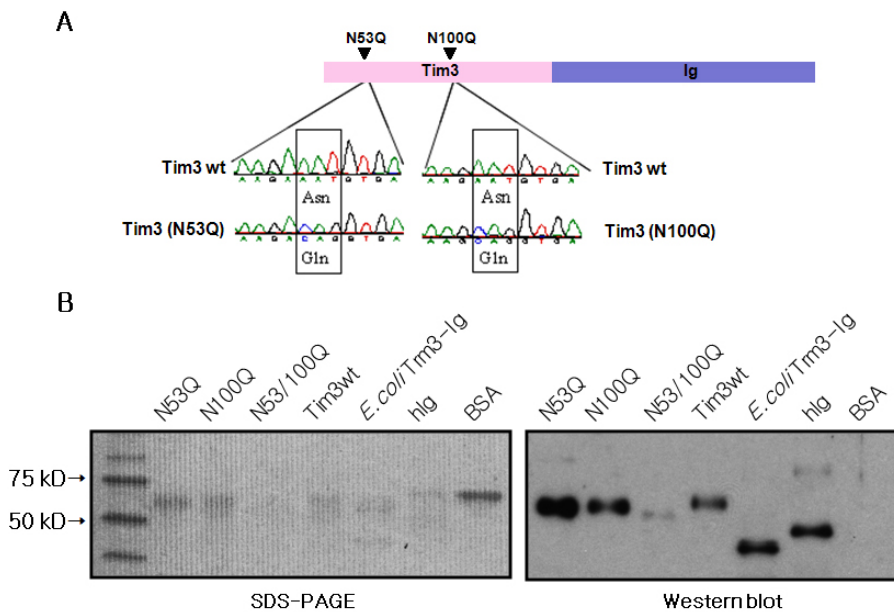 A
N53Q N100Q
Tim3 Ig
Tim3 wt Tim3 wt
A A G A A A T G T G A A A G A A T G T G A
Asn Asn
Tim3 (N53Q) Tim3 (N100Q)
A A G A C A G G T G A A A G C A G G T G A
Gln Gln
B
N53Q N100Q N53/100Q Tim3wt E.coli Trm3-Ig hIg BSA
N53Q N100Q N53/100Q Tim3wt E.coli Trm3-Ig hIg BSA
75 kD→
50 kD→
SDS-PAGE Western blot